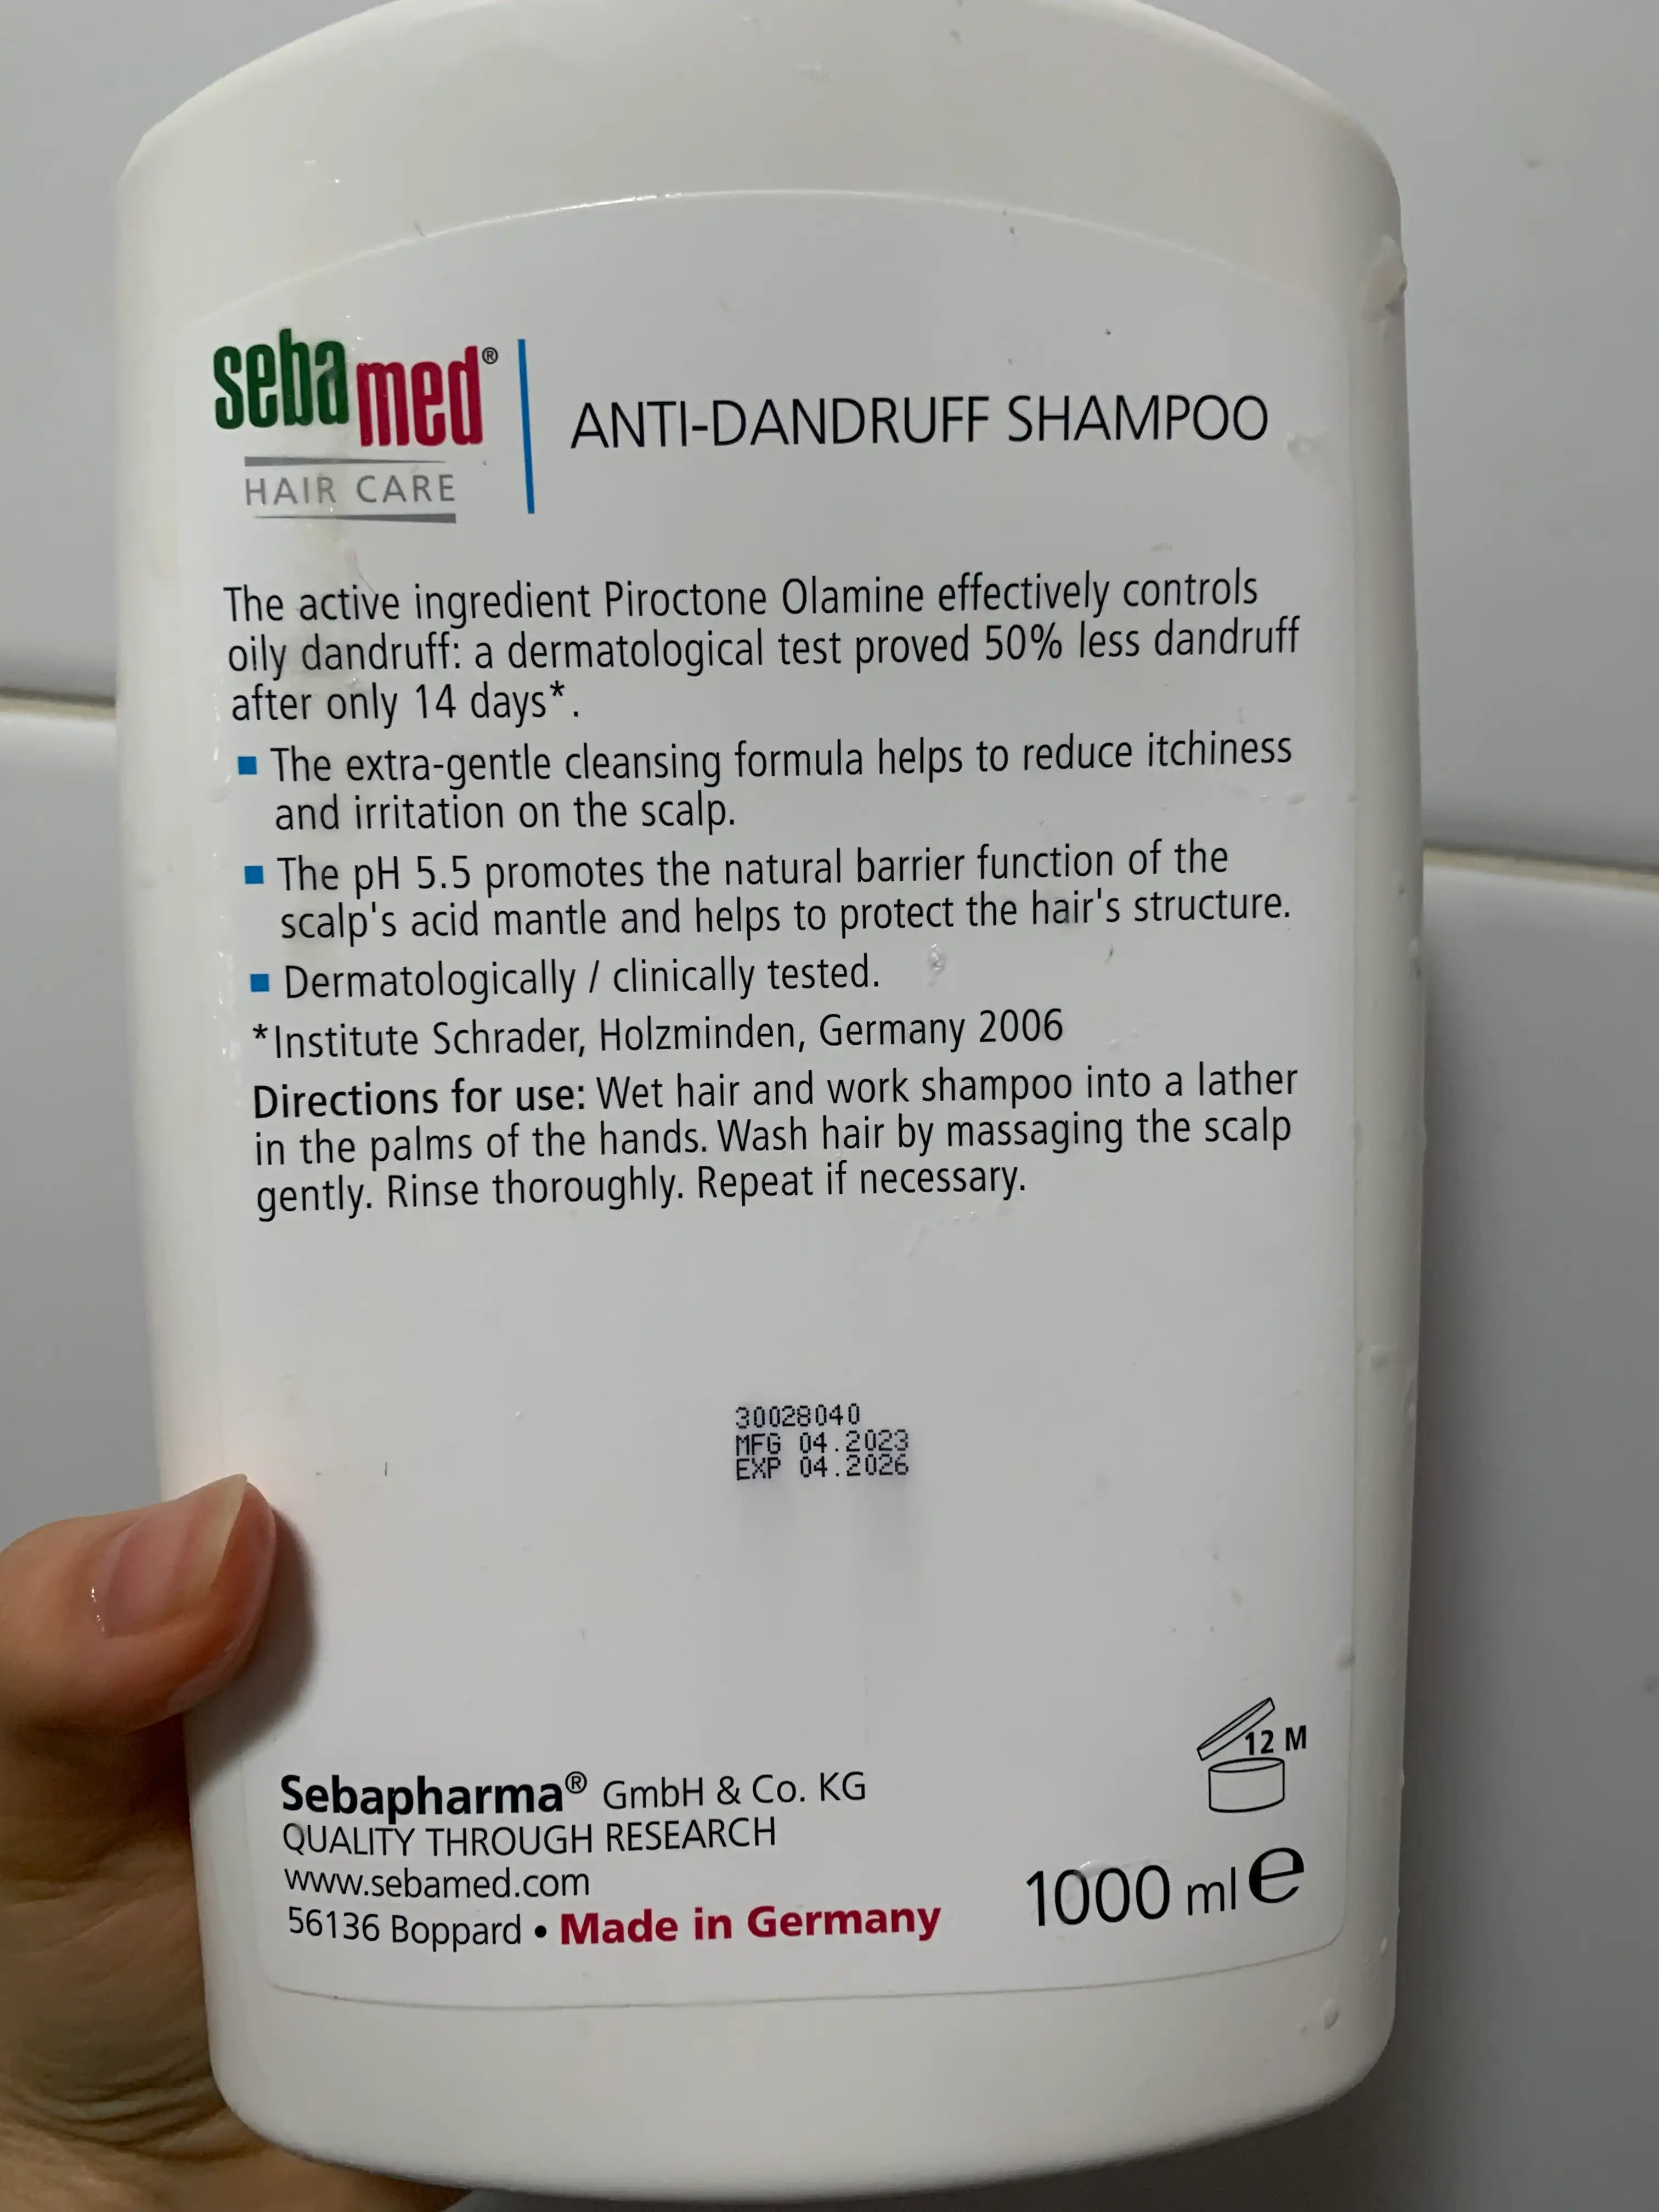 sebamed®
HAIR CARE
ANTI-DANDRUFF SHAMPOO
The active ingredient Piroctone Olamine effectively controls
oily dandruff: a dermatological test proved 50% less dandruff
after only 14 days*.
■ The extra-gentle cleansing formula helps to reduce itchiness
and irritation on the scalp.
■ The pH 5.5 promotes the natural barrier function of the
scalp's acid mantle and helps to protect the hair's structure.
■ Dermatologically / clinically tested.
*Institute Schrader, Holzminden, Germany 2006
Directions for use: Wet hair and work shampoo into a lather
in the palms of the hands. Wash hair by massaging the scalp
gently. Rinse thoroughly. Repeat if necessary.
30028040
MFG 04.2023
EXP 04.2026
12 M
Sebapharma® GmbH & Co. KG
QUALITY THROUGH RESEARCH
www.sebamed.com
56136 Boppard • Made in Germany
1000 ml e